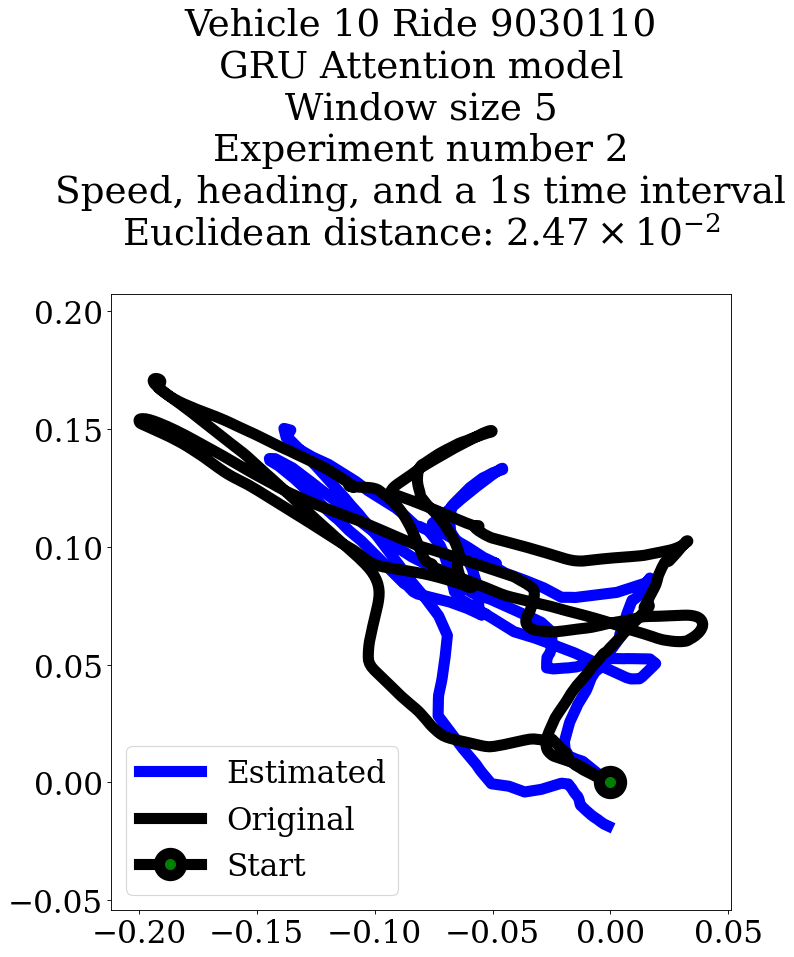 Vehicle 10 Ride 9030110
GRU Attention model
Window size 5
Experiment number 2
Speed, heading, and a 1s time interval
Euclidean distance: 2.47 × 10⁻²
0.20
0.15
0.10
0.05
0.00
−0.05
Estimated
Original
Start
−0.20 −0.15 −0.10 −0.05 0.00 0.05